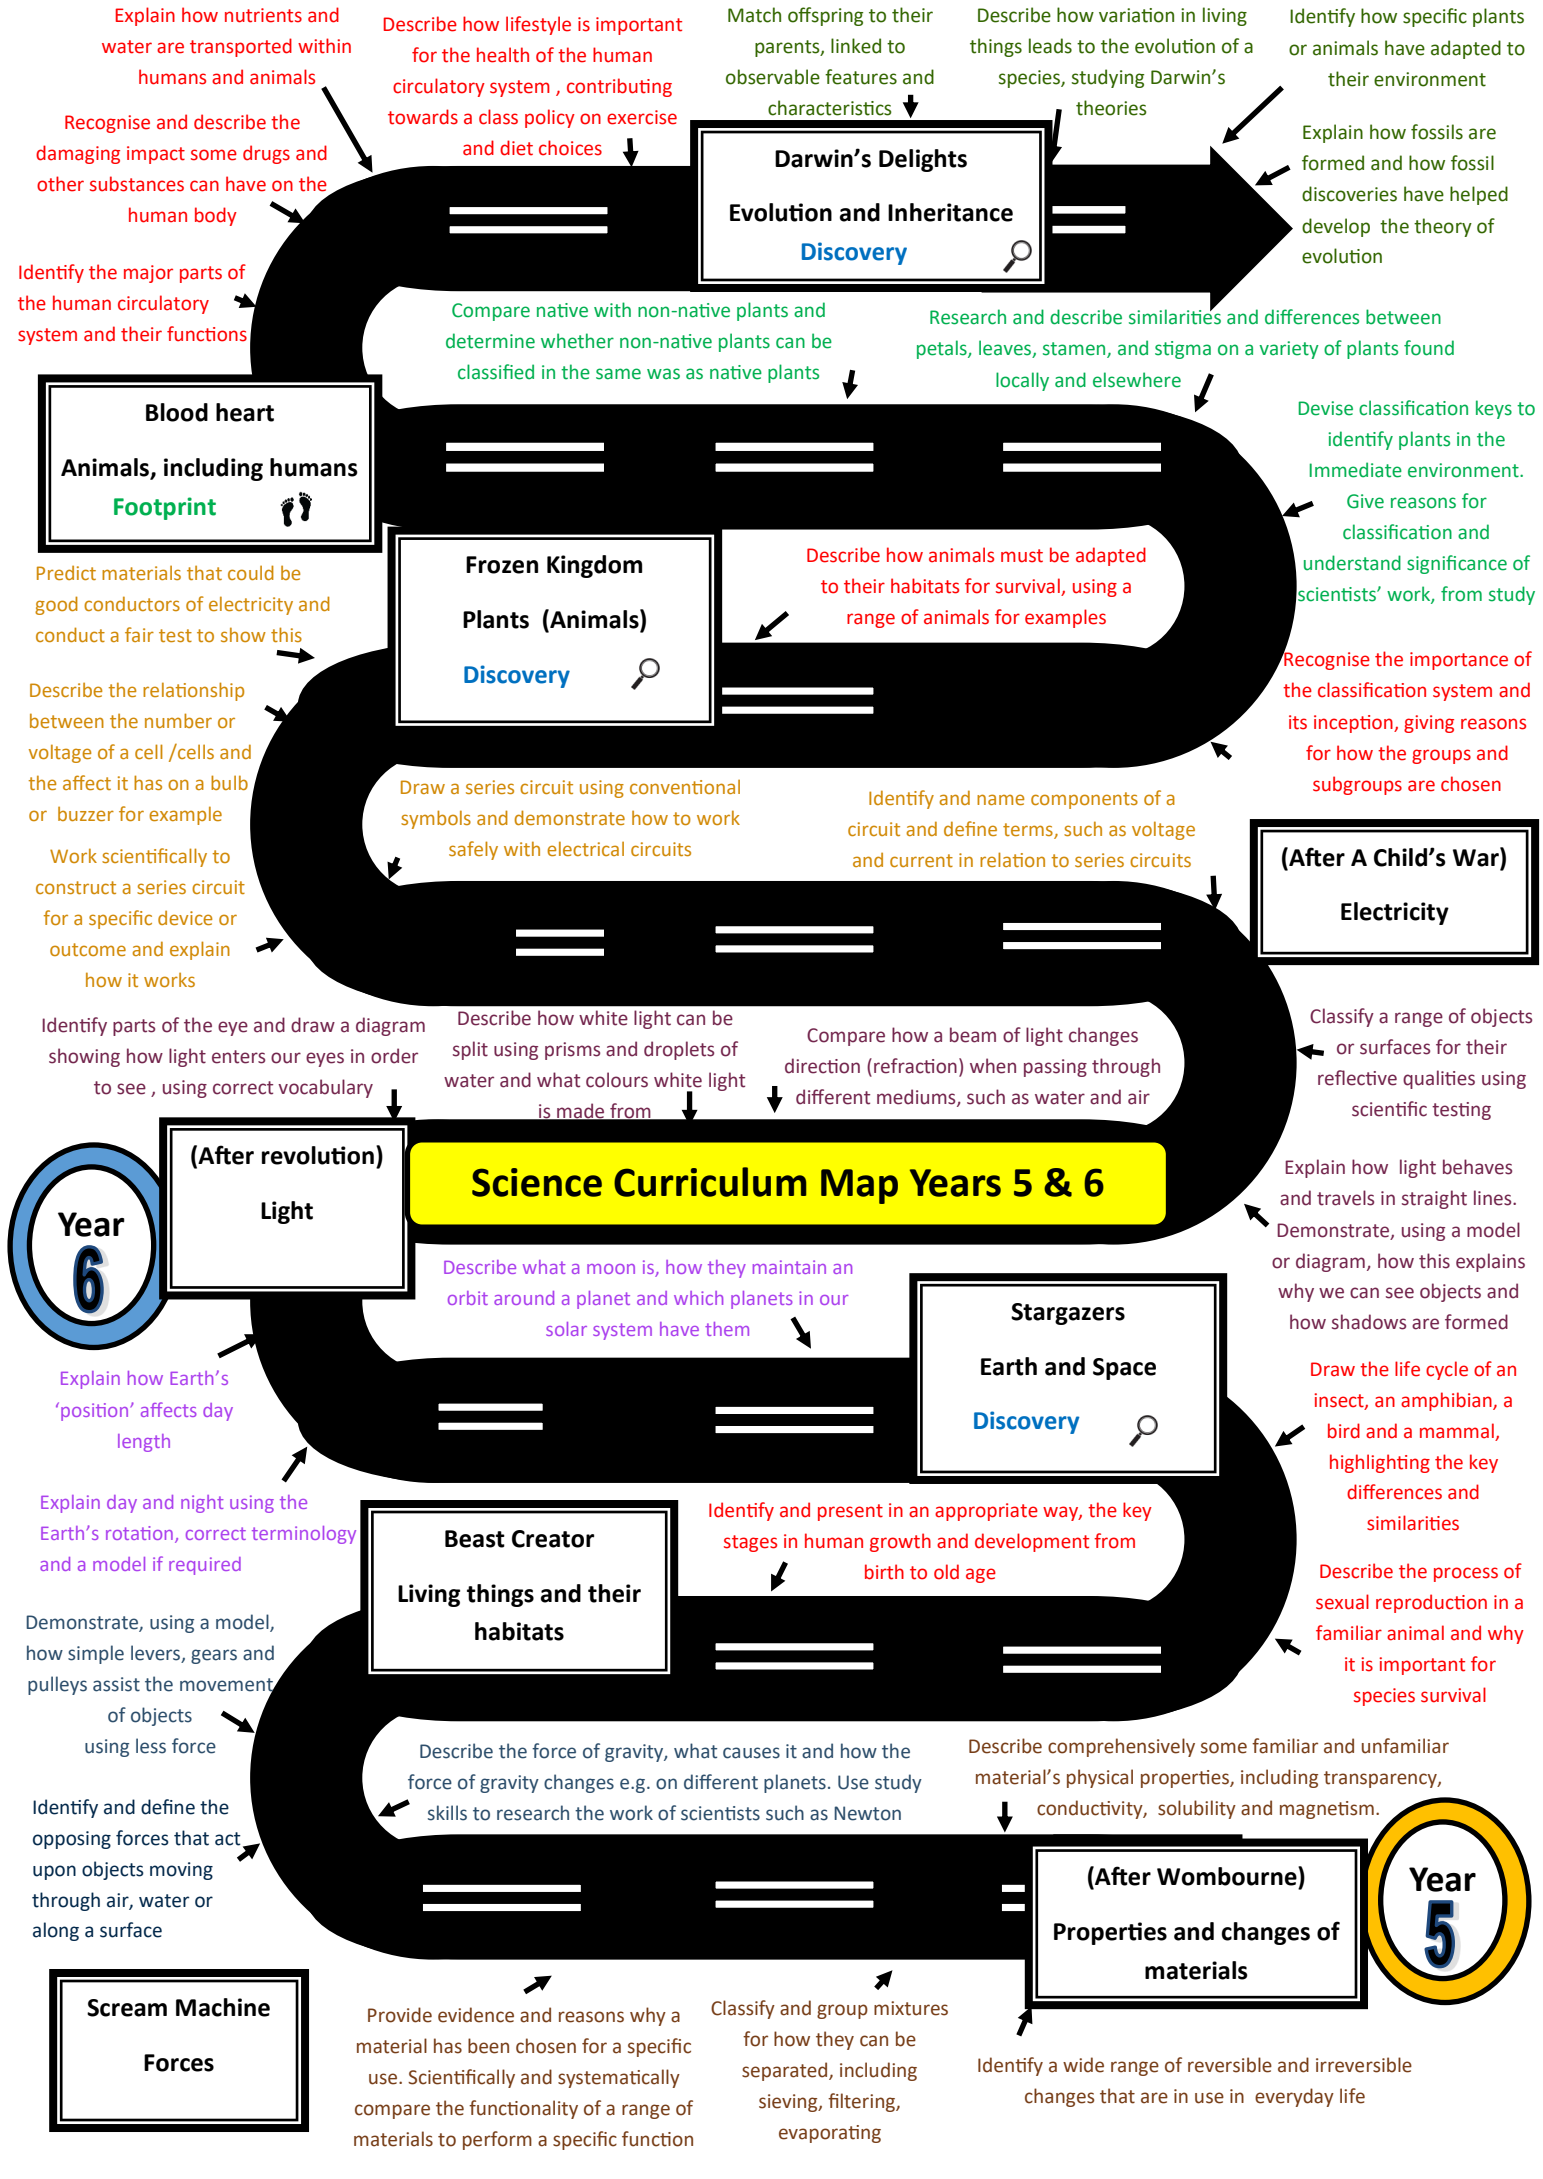 Explain how nutrients and
water are transported within
humans and animals
Describe how lifestyle is important
for the health of the human
circulatory system , contributing
towards a class policy on exercise
and diet choices
Match offspring to their
parents, linked to
observable features and
characteristics
Describe how variation in living
things leads to the evolution of a
species, studying Darwin's
theories
Identify how specific plants
or animals have adapted to
their environment
Recognise and describe the
damaging impact some drugs and
other substances can have on the
human body
Darwin's Delights
Evolution and Inheritance
Discovery
Explain how fossils are
formed and how fossil
discoveries have helped
develop the theory of
evolution
Identify the major parts of
the human circulatory
system and their functions
Compare native with non-native plants and
determine whether non-native plants can be
classified in the same was as native plants
Research and describe similarities and differences between
petals, leaves, stamen, and stigma on a variety of plants found
locally and elsewhere
Blood heart
Animals, including humans
Footprint
Devise classification keys to
identify plants in the
Immediate environment.
Give reasons for
classification and
understand significance of
scientists' work, from study
Frozen Kingdom
Plants (Animals)
Discovery
Describe how animals must be adapted
to their habitats for survival, using a
range of animals for examples
Predict materials that could be
good conductors of electricity and
conduct a fair test to show this
Recognise the importance of
the classification system and
its inception, giving reasons
for how the groups and
subgroups are chosen
Describe the relationship
between the number or
voltage of a cell /cells and
the affect it has on a bulb
or buzzer for example
Draw a series circuit using conventional
symbols and demonstrate how to work
safely with electrical circuits
Identify and name components of a
circuit and define terms, such as voltage
and current in relation to series circuits
(After A Child's War)
Electricity
Work scientifically to
construct a series circuit
for a specific device or
outcome and explain
how it works
Identify parts of the eye and draw a diagram
showing how light enters our eyes in order
to see , using correct vocabulary
Describe how white light can be
split using prisms and droplets of
water and what colours white light
is made from
Compare how a beam of light changes
direction (refraction) when passing through
different mediums, such as water and air
Classify a range of objects
or surfaces for their
reflective qualities using
scientific testing
Year
6
(After revolution)
Light
Science Curriculum Map Years 5 & 6
Explain how light behaves
and travels in straight lines.
Demonstrate, using a model
or diagram, how this explains
why we can see objects and
how shadows are formed
Describe what a moon is, how they maintain an
orbit around a planet and which planets in our
solar system have them
Stargazers
Earth and Space
Discovery
Explain how Earth's
'position' affects day
length
Draw the life cycle of an
insect, an amphibian, a
bird and a mammal,
highlighting the key
differences and
similarities
Explain day and night using the
Earth's rotation, correct terminology
and a model if required
Beast Creator
Living things and their
habitats
Identify and present in an appropriate way, the key
stages in human growth and development from
birth to old age
Describe the process of
sexual reproduction in a
familiar animal and why
it is important for
species survival
Demonstrate, using a model,
how simple levers, gears and
pulleys assist the movement
of objects
using less force
Describe the force of gravity, what causes it and how the
force of gravity changes e.g. on different planets. Use study
skills to research the work of scientists such as Newton
Describe comprehensively some familiar and unfamiliar
material's physical properties, including transparency,
conductivity, solubility and magnetism.
Identify and define the
opposing forces that act
upon objects moving
through air, water or
along a surface
(After Wombourne)
Properties and changes of
materials
Year
5
Scream Machine
Forces
Provide evidence and reasons why a
material has been chosen for a specific
use. Scientifically and systematically
compare the functionality of a range of
materials to perform a specific function
Classify and group mixtures
for how they can be
separated, including
sieving, filtering,
evaporating
Identify a wide range of reversible and irreversible
changes that are in use in everyday life